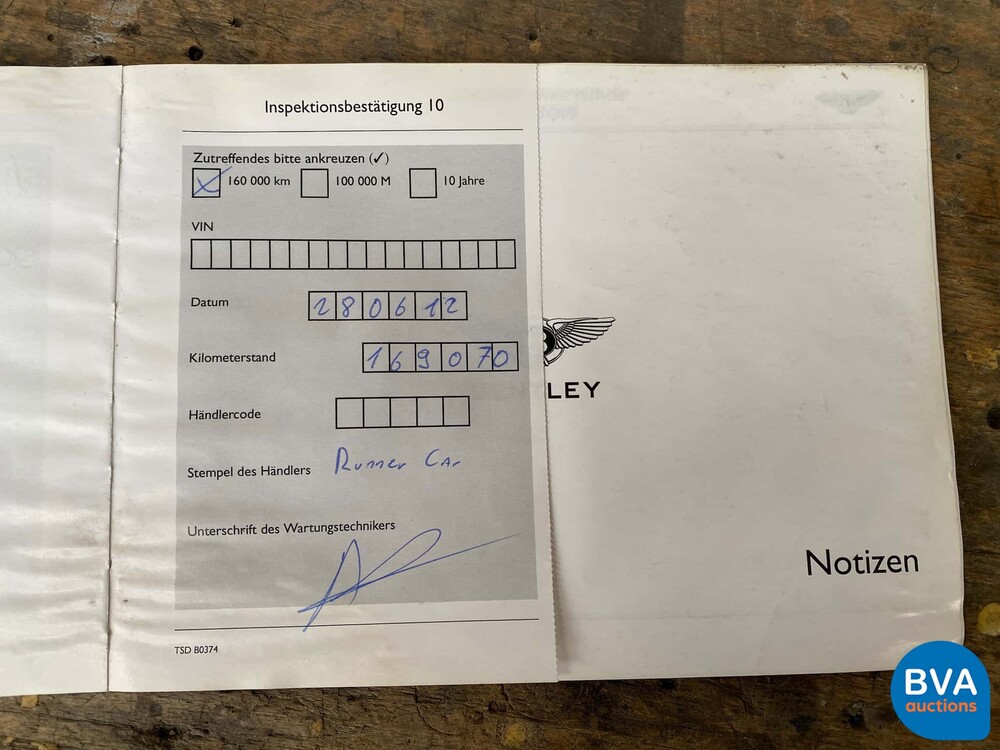 Inspektionsbestätigung 10
Zutreffendes bitte ankreuzen (✓)
160 000 km 100 000 M 10 Jahre
VIN
Datum 280612
Kilometerstand 169070
Händlercode
Stempel des Händlers Runner Car
Unterschrift des Wartungstechnikers
TSD B0374
LEY
Notizen
BVA
auctions